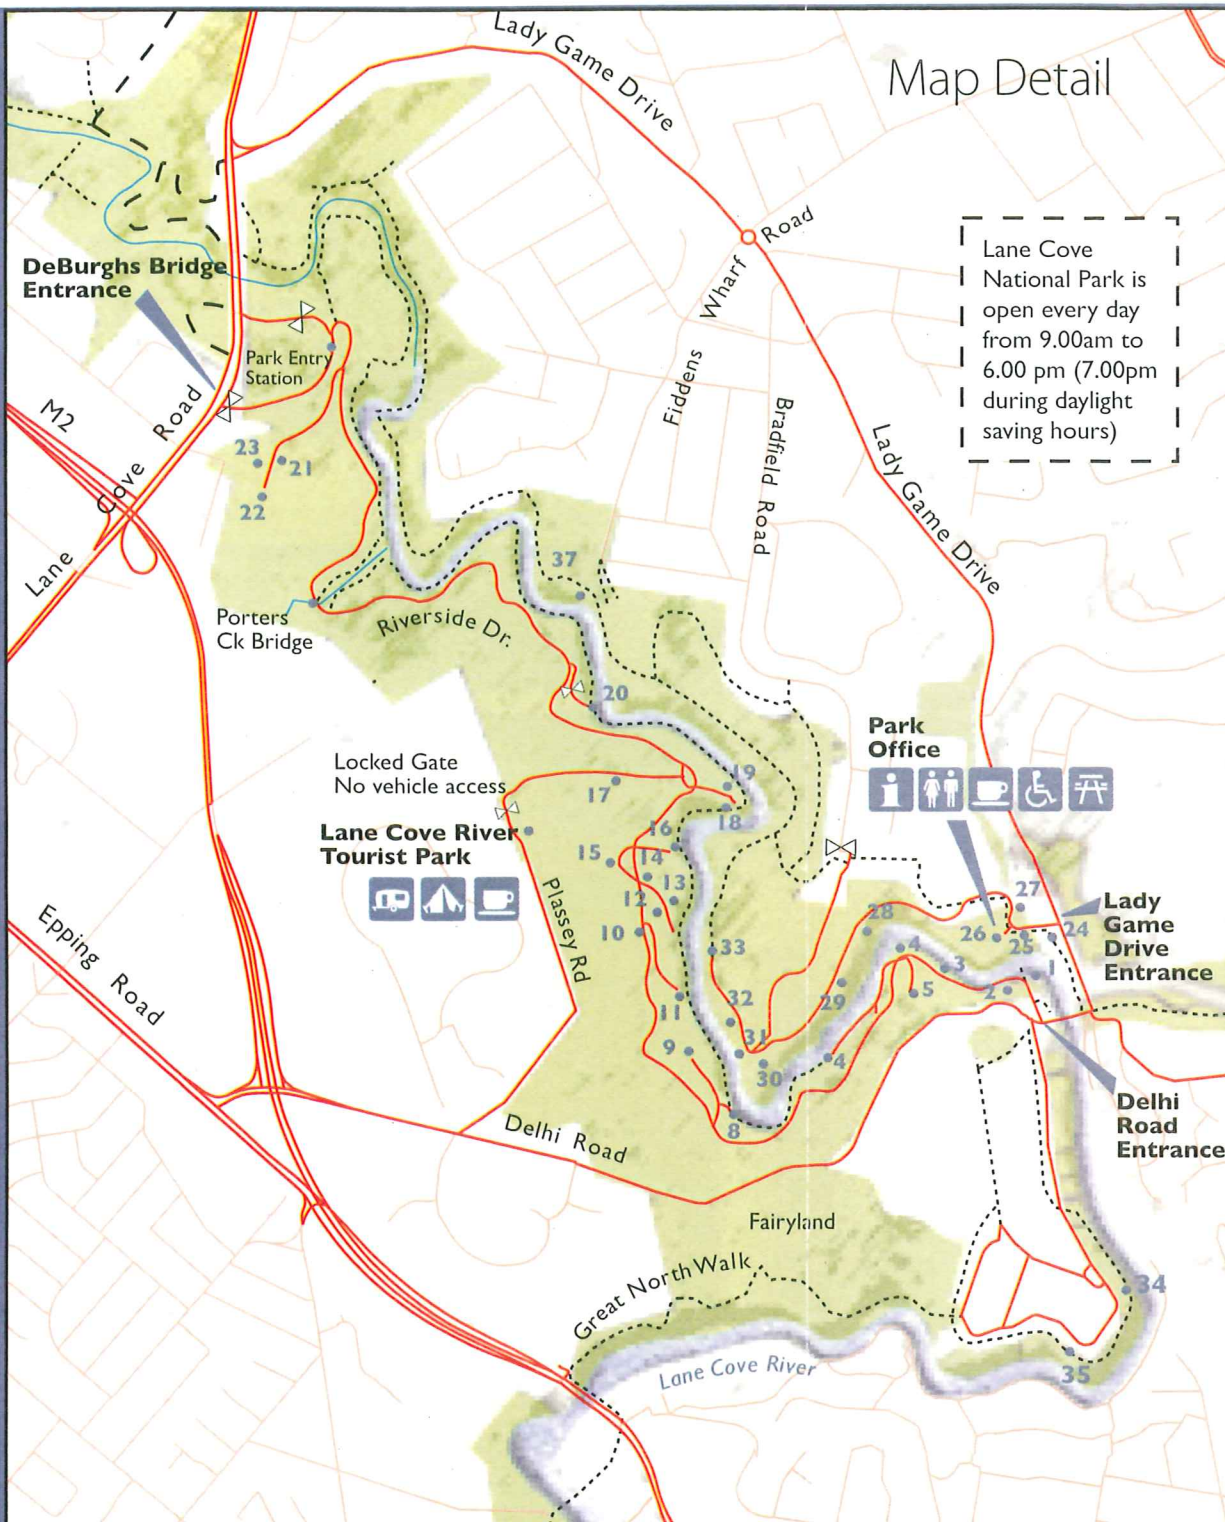 Map Detail
Lady Game Drive
Lane Cove
National Park is
open every day
from 9.00am to
6.00 pm (7.00pm
during daylight
saving hours)
Fiddens Wharf Road
DeBurghs Bridge
Entrance
Park Entry
Station
M2
Lane Cove Road
Bradfield Road
Lady Game Drive
23
21
22
37
Porters
Ck Bridge
Riverside Dr.
20
Park
Office
Locked Gate
No vehicle access
19
17
18
Lane Cove River
Tourist Park
16
15
14
13
12
10
Plassey Rd
Epping Road
28
27
26
25
24
Lady
Game
Drive
Entrance
33
4
3
1
2
5
29
32
11
31
9
30
4
8
Delhi
Road
Entrance
Delhi Road
Fairyland
Great North Walk
34
Lane Cove River
35